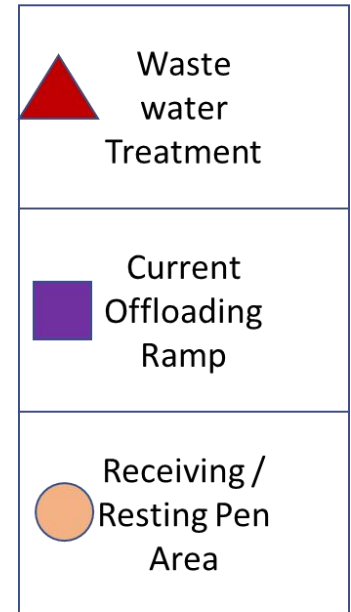 Waste
water
Treatment
Current
Offloading
Ramp
Receiving /
Resting Pen
Area